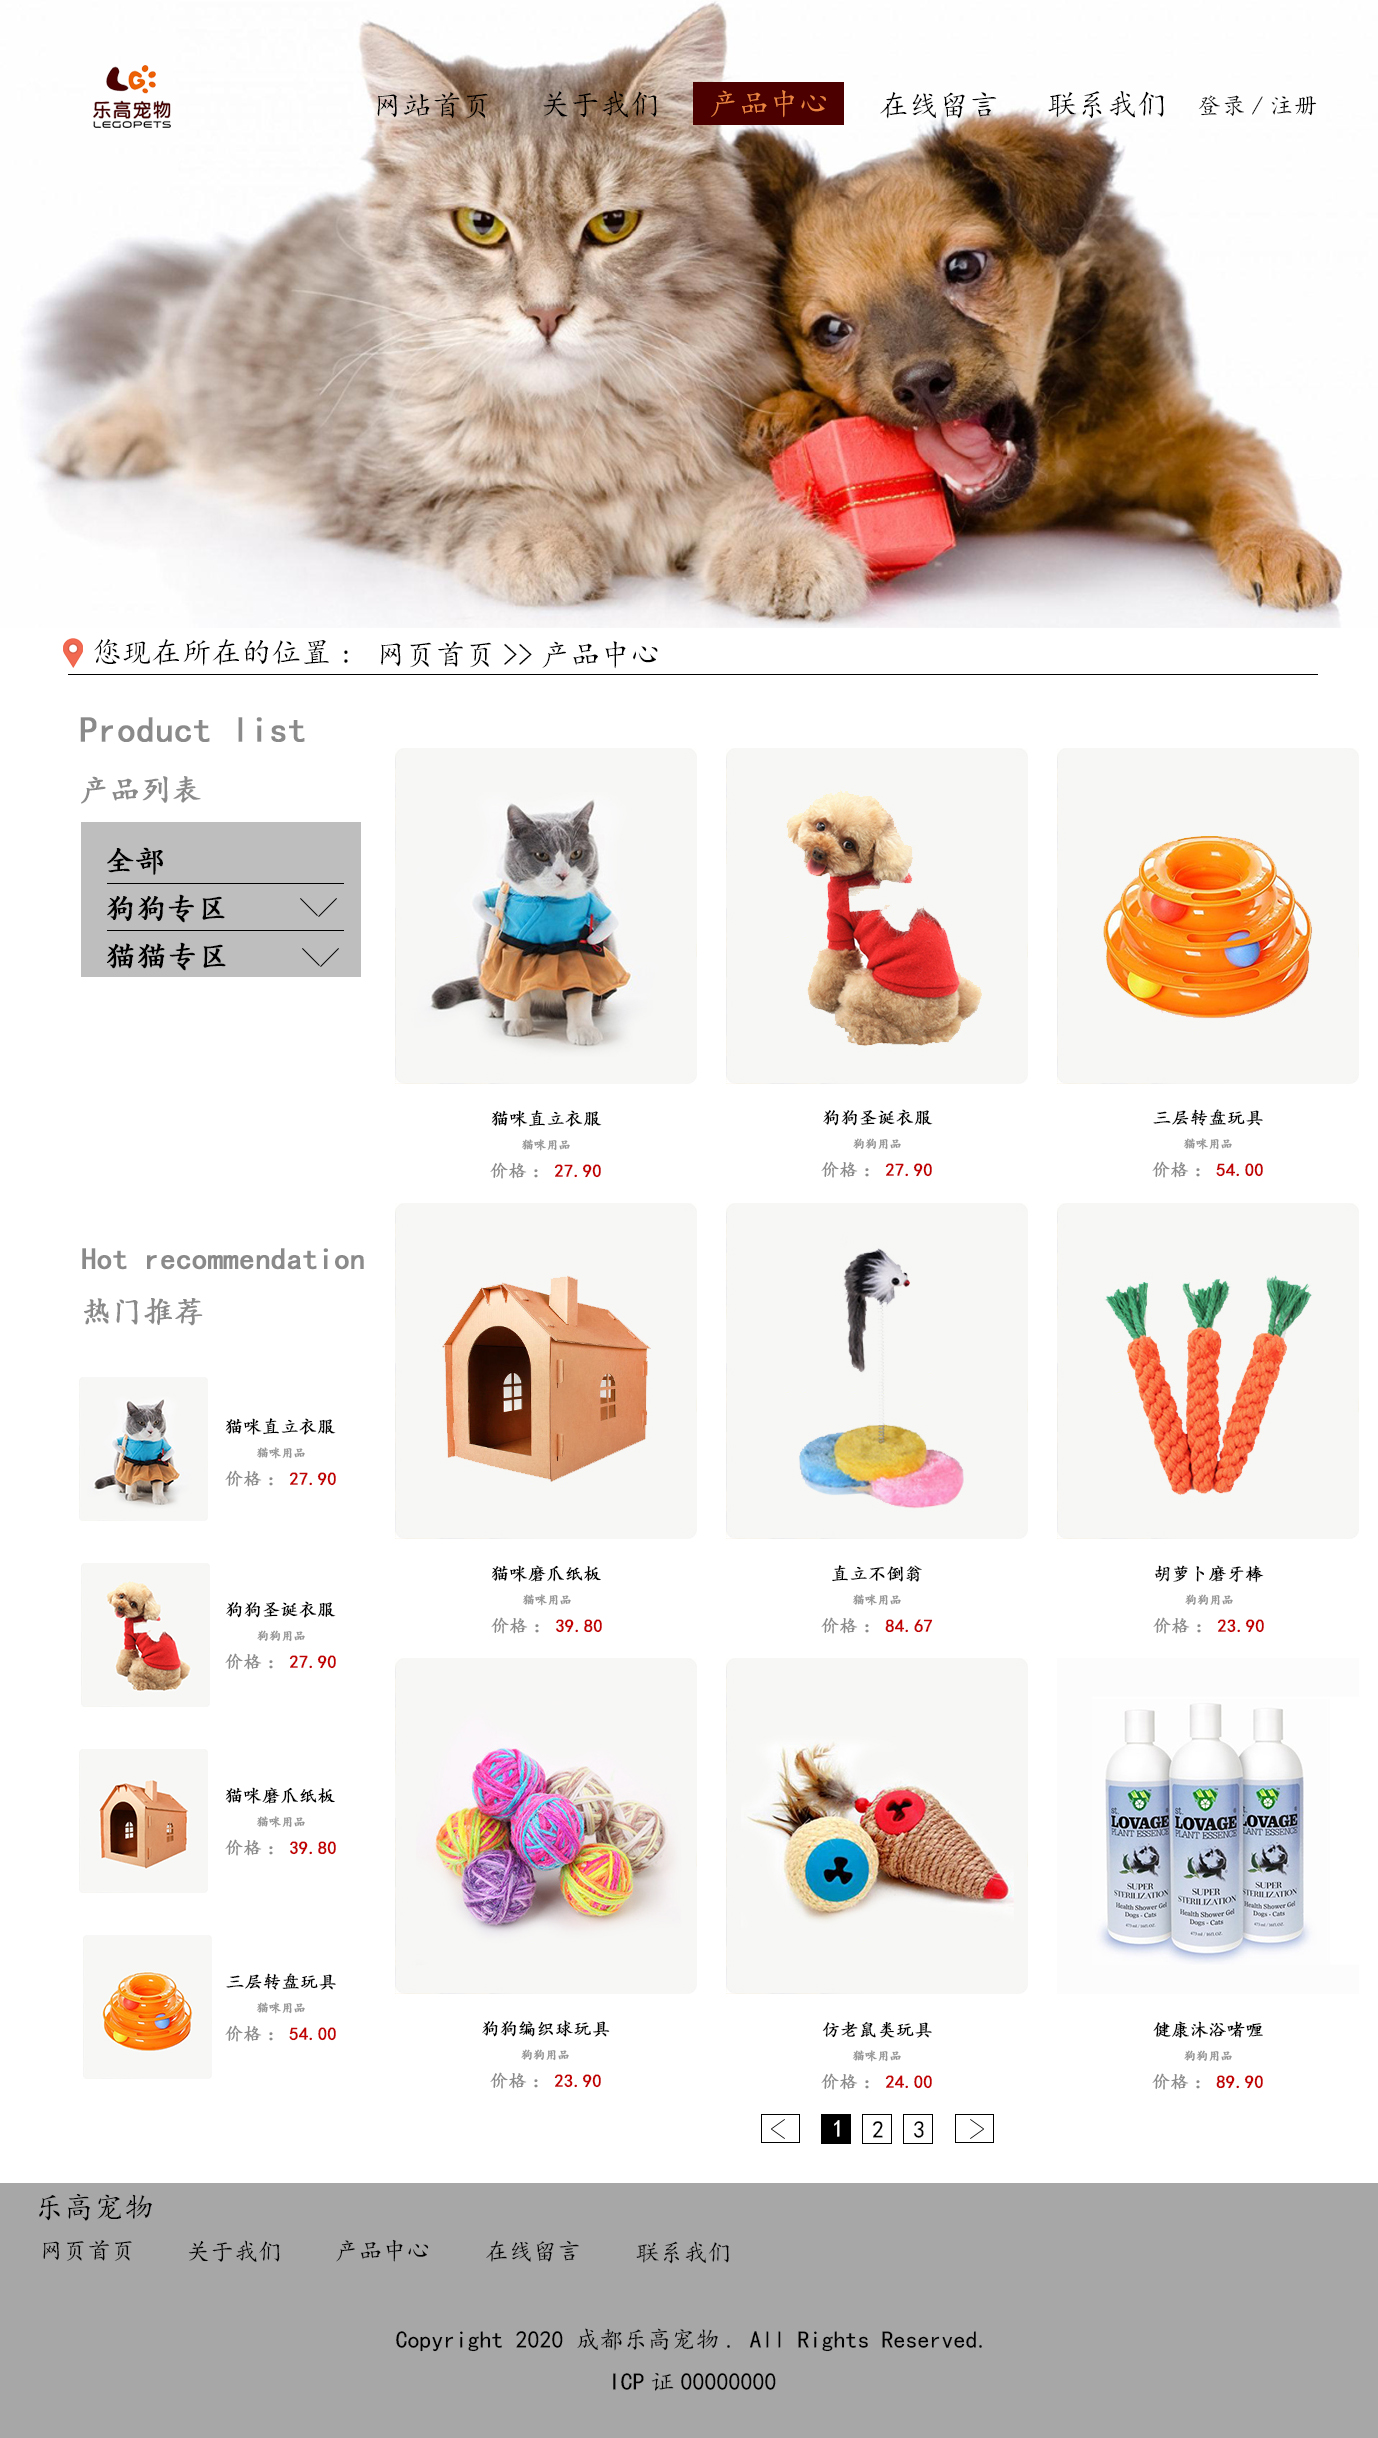 乐高宠物
LEGOPETS
网站首页 关于我们 产品中心 在线留言 联系我们 登录 / 注册
您现在所在的位置： 网页首页 >> 产品中心
Product list
产品列表
全部
狗狗专区
猫猫专区
猫咪直立衣服
猫咪用品
价格： 27.90
狗狗圣诞衣服
狗狗用品
价格： 27.90
三层转盘玩具
猫咪用品
价格： 54.00
Hot recommendation
热门推荐
猫咪直立衣服
猫咪用品
价格： 27.90
狗狗圣诞衣服
狗狗用品
价格： 27.90
猫咪磨爪纸板
猫咪用品
价格： 39.80
三层转盘玩具
猫咪用品
价格： 54.00
猫咪磨爪纸板
猫咪用品
价格： 39.80
直立不倒翁
猫咪用品
价格： 84.67
胡萝卜磨牙棒
狗狗用品
价格： 23.90
st.
LOVAGE
PLANT ESSENCE
SUPER
STERILIZATION
Health Shower Gel
Dogs - Cats
狗狗编织球玩具
狗狗用品
价格： 23.90
仿老鼠类玩具
猫咪用品
价格： 24.00
健康沐浴啫喱
狗狗用品
价格： 89.90
< 1 2 3 >
乐高宠物
网页首页 关于我们 产品中心 在线留言 联系我们
Copyright 2020 成都乐高宠物. All Rights Reserved.
ICP 证 00000000